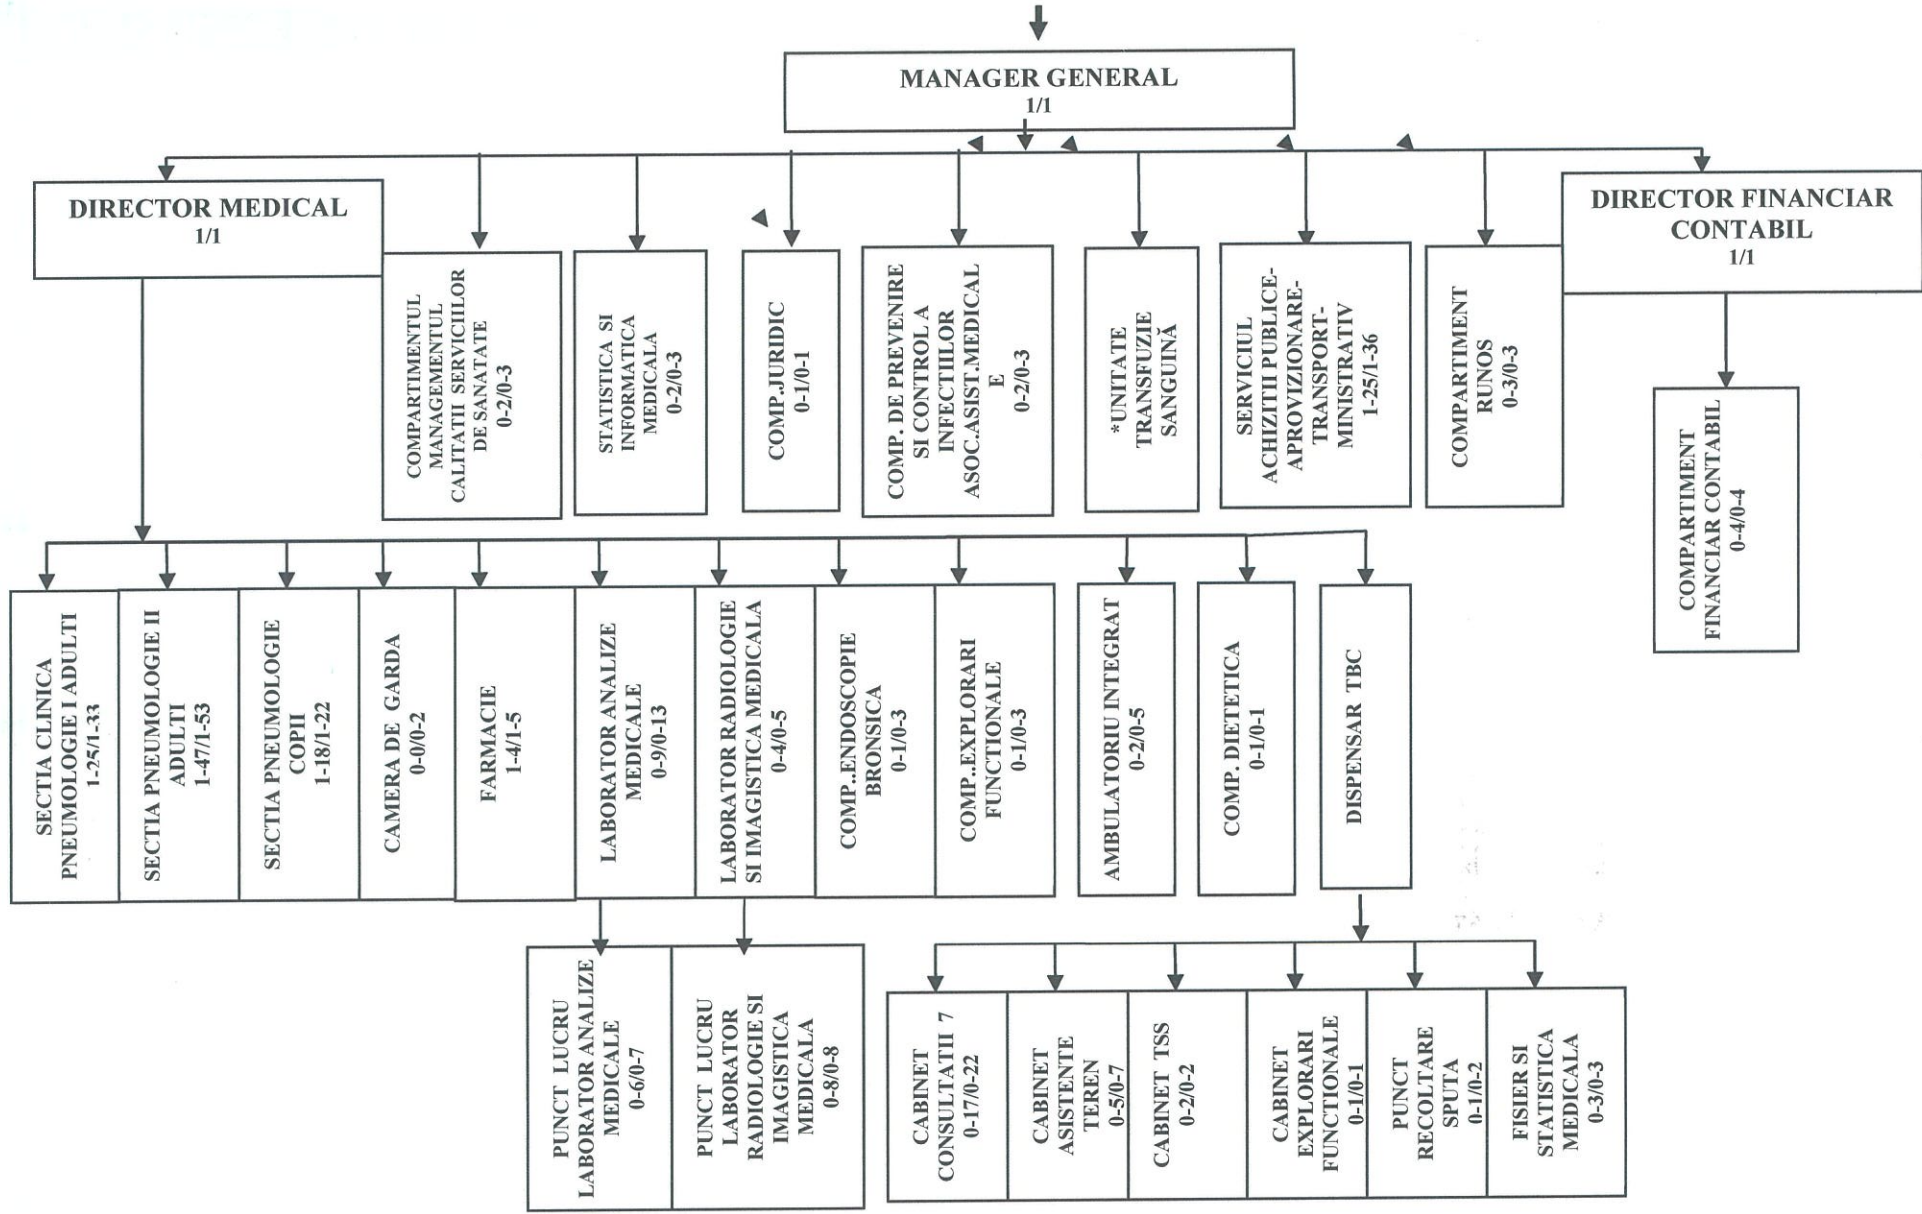 MANAGER GENERAL
1/1
DIRECTOR MEDICAL
1/1
DIRECTOR FINANCIAR
CONTABIL
1/1
COMPARTIMENTUL
MANAGEMENTUL
CALITATII SERVICIILOR
DE SANATATE
0-2/0-3
STATISTICA SI
INFORMATICA
MEDICALA
0-2/0-3
COMP.JURIDIC
0-1/0-1
COMP. DE PREVENIRE
SI CONTROL A
INFECTIILOR
ASOC.ASIST.MEDICAL
E
0-2/0-3
*UNITATE
TRANSFUZIE
SANGUINĂ
SERVICIUL
ACHIZITII PUBLICE-
APROVIZIONARE-
TRANSPORT-
MINISTRATIV
1-25/1-36
COMPARTIMENT
RUNOS
0-3/0-3
COMPARTIMENT
FINANCIAR CONTABIL
0-4/0-4
SECTIA CLINICA
PNEUMOLOGIE I ADULTI
1-25/1-33
SECTIA PNEUMOLOGIE II
ADULTI
1-47/1-53
SECTIA PNEUMOLOGIE
COPII
1-18/1-22
CAMERA DE GARDA
0-0/0-2
FARMACIE
1-4/1-5
LABORATOR ANALIZE
MEDICALE
0-9/0-13
LABORATOR RADIOLOGIE
SI IMAGISTICA MEDICALA
0-4/0-5
COMP..ENDOSCOPIE
BRONSICA
0-1/0-3
COMP..EXPLORARI
FUNCTIONALE
0-1/0-3
AMBULATORIU INTEGRAT
0-2/0-5
COMP. DIETETICA
0-1/0-1
DISPENSAR TBC
PUNCT LUCRU
LABORATOR ANALIZE
MEDICALE
0-6/0-7
PUNCT LUCRU
LABORATOR
RADIOLOGIE SI
IMAGISTICA
MEDICALA
0-8/0-8
CABINET
CONSULTATII 7
0-17/0-22
CABINET
ASISTENTE
TEREN
0-5/0-7
CABINET TSS
0-2/0-2
CABINET
EXPLORARI
FUNCTIONALE
0-1/0-1
PUNCT
RECOLTARE
SPUTA
0-1/0-2
FISIER SI
STATISTICA
MEDICALA
0-3/0-3